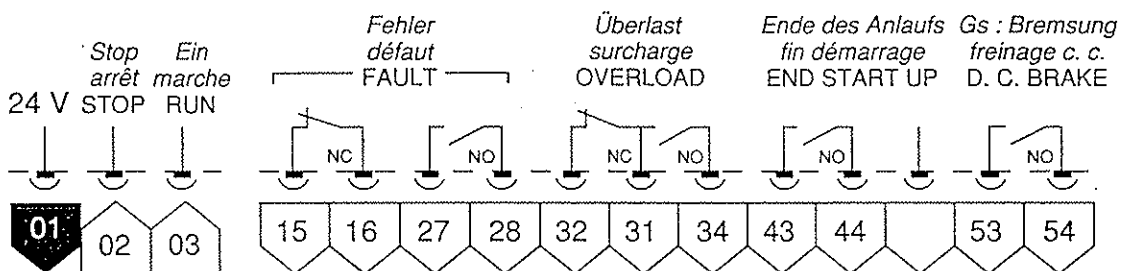 Fehler Überlast Ende des Anlaufs Gs : Bremsung
Stop Ein défaut surcharge fin démarrage freinage c. c.
arrêt marche FAULT OVERLOAD END START UP D. C. BRAKE
24 V STOP RUN
NC NO NC NO NO NO
01 02 03 15 16 27 28 32 31 34 43 44 53 54